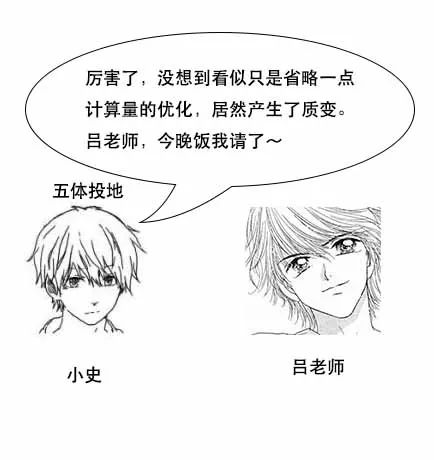 厉害了，没想到看似只是省略一点
计算量的优化，居然产生了质变。
吕老师，今晚饭我请了～
五体投地
小史
吕老师